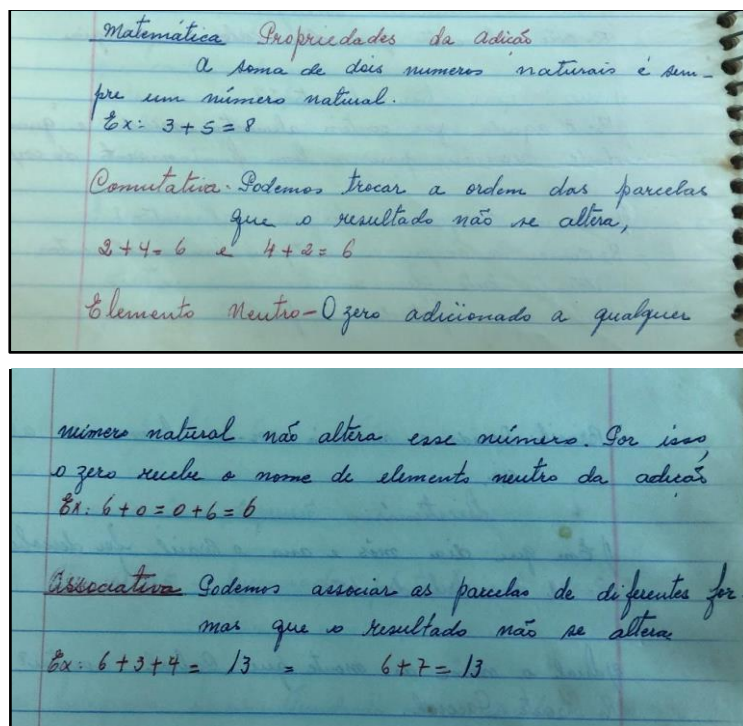 Matemática Propriedades da adição
A soma de dois numeros naturais é sem-
pre um número natural.
Ex: 3+5=8
Comutativa - Podemos trocar a ordem das parcelas
que o resultado não se altera,
2+4=6 e 4+2=6
Elemento Neutro - O zero adicionado a qualquer
número natural não altera esse número. Por isso,
o zero recebe o nome de elemento neutro da adição
Ex: 6+0=0+6=6
Associativa Podemos associar as parcelas de diferentes for-
mas que o resultado não se altera
Ex: 6+3+4= 13 = 6+7=13